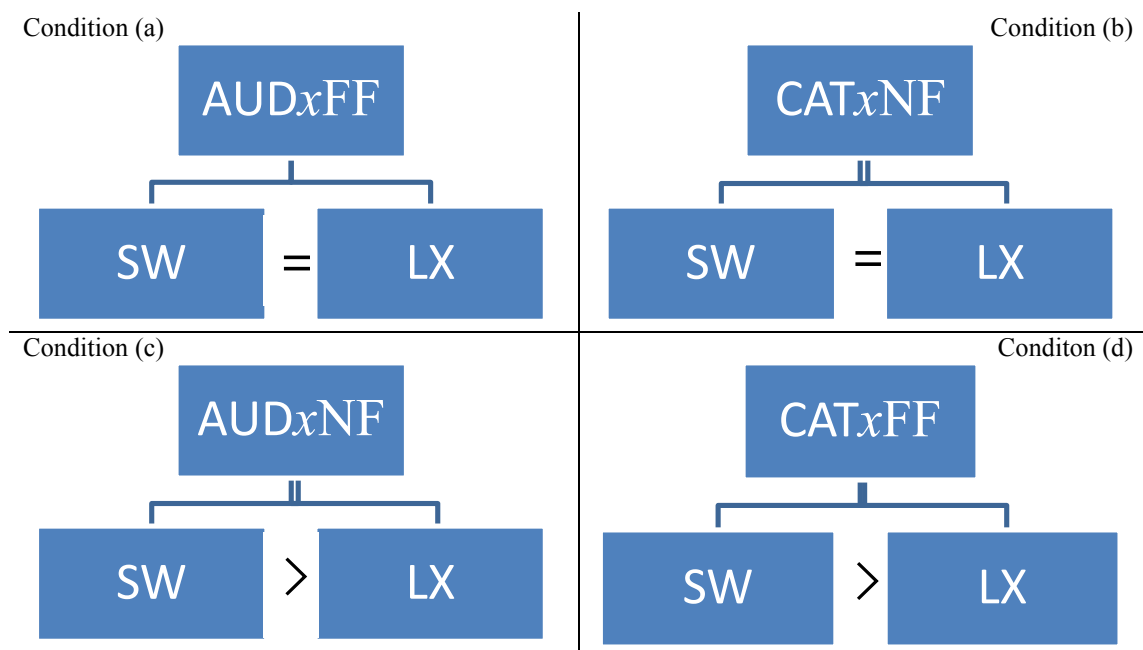 Condition (a)
AUDxFF
SW = LX
Condition (b)
CATxNF
SW = LX
Condition (c)
AUDxNF
SW > LX
Conditon (d)
CATxFF
SW > LX